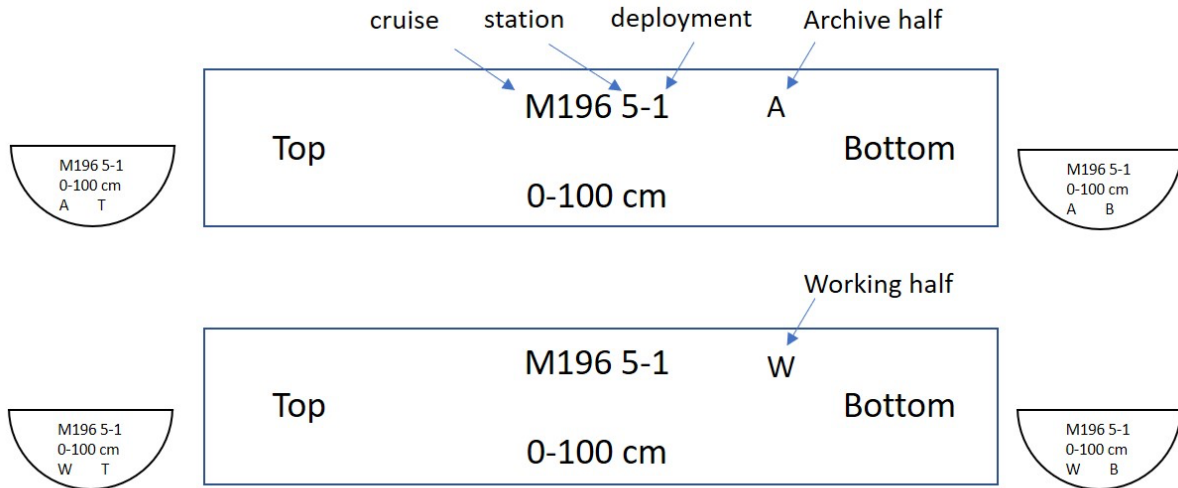 cruise station deployment Archive half
M196 5-1 A
Top Bottom
0-100 cm
M196 5-1
0-100 cm
A T
M196 5-1
0-100 cm
A B
Working half
M196 5-1 W
Top Bottom
0-100 cm
M196 5-1
0-100 cm
W T
M196 5-1
0-100 cm
W B